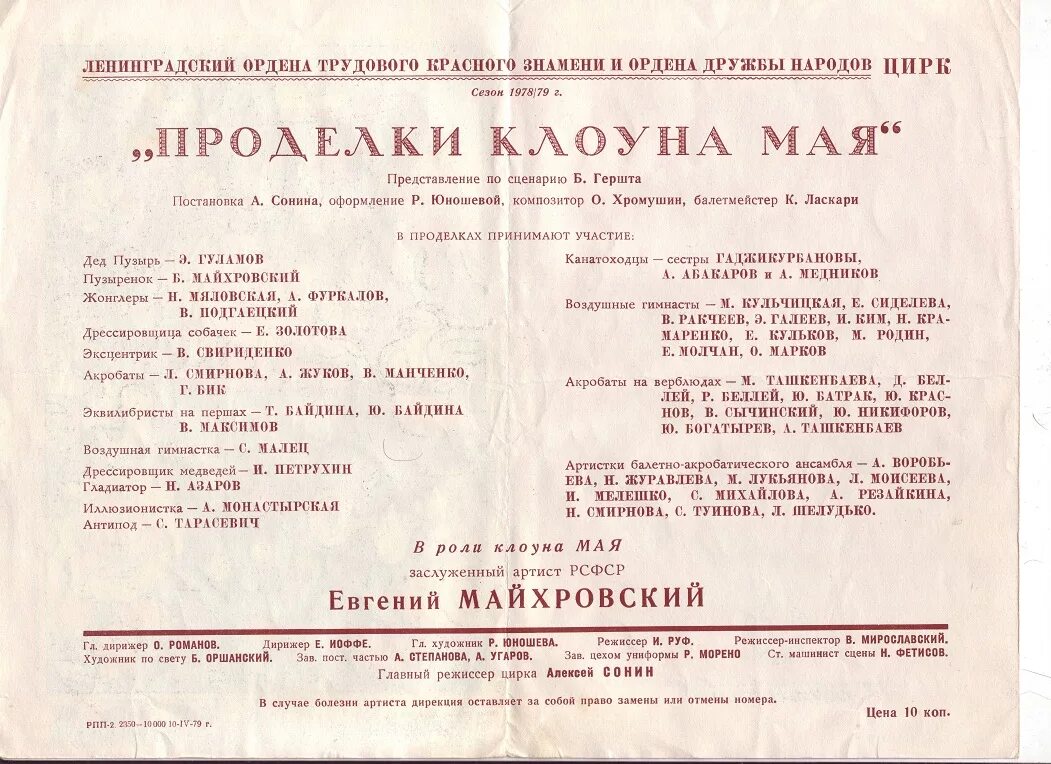 ЛЕНИНГРАДСКИЙ ОРДЕНА ТРУДОВОГО КРАСНОГО ЗНАМЕНИ И ОРДЕНА ДРУЖБЫ НАРОДОВ ЦИРК
Сезон 1978/79 г.
„ПРОДЕЛКИ КЛОУНА МАЯ“
Представление по сценарию Б. Гершта
Постановка А. Сонина, оформление Р. Юношевой, композитор О. Хромушин, балетмейстер К. Ласкари
В ПРОДЕЛКАХ ПРИНИМАЮТ УЧАСТИЕ:
Дед Пузырь — Э. ГУЛАМОВ
Пузыренок — Б. МАЙХРОВСКИЙ
Жонглеры — Н. МЯЛОВСКАЯ, А. ФУРКАЛОВ,
В. ПОДГАЕЦКИЙ
Дрессировщица собачек — Е. ЗОЛОТОВА
Эксцентрик — В. СВИРИДЕНКО
Акробаты — Л. СМИРНОВА, А. ЖУКОВ, В. МАНЧЕНКО,
Г. БИК
Эквилибристы на першах — Т. БАЙДИНА, Ю. БАЙДИНА
В. МАКСИМОВ
Воздушная гимнастка — С. МАЛЕЦ
Дрессировщик медведей — И. ПЕТРУХИН
Гладиатор — Н. АЗАРОВ
Иллюзионистка — А. МОНАСТЫРСКАЯ
Антипод — С. ТАРАСЕВИЧ
Канатоходцы — сестры ГАДЖИКУРБАНОВЫ,
А. АБАКАРОВ и А. МЕДНИКОВ
Воздушные гимнасты — М. КУЛЬЧИЦКАЯ, Е. СИДЕЛЕВА,
В. РАКЧЕЕВ, Э. ГАЛЕЕВ, И. КИМ, Н. КРА-
МАРЕНКО, Е. КУЛЬКОВ, М. РОДИН,
Е. МОЛЧАН, О. МАРКОВ
Акробаты на верблюдах — М. ТАШКЕНБАЕВА, Д. БЕЛ-
ЛЕЙ, Р. БЕЛЛЕЙ, Ю. БАТРАК, Ю. КРАС-
НОВ, В. СЫЧИНСКИЙ, Ю. НИКИФОРОВ,
Ю. БОГАТЫРЕВ, А. ТАШКЕНБАЕВ
Артистки балетно-акробатического ансамбля — А. ВОРОБЬ-
ЕВА, Н. ЖУРАВЛЕВА, М. ЛУКЬЯНОВА, Л. МОИСЕЕВА,
И. МЕЛЕШКО, С. МИХАЙЛОВА, А. РЕЗАЙКИНА,
Н. СМИРНОВА, С. ТУИНОВА, Л. ШЕЛУДЬКО.
В роли клоуна МАЯ
заслуженный артист РСФСР
Евгений МАЙХРОВСКИЙ
Гл. дирижер О. РОМАНОВ. Дирижер Е. ИОФФЕ. Гл. художник Р. ЮНОШЕВА. Режиссер И. РУФ. Режиссер-инспектор В. МИРОСЛАВСКИЙ.
Художник по свету Б. ОРШАНСКИЙ. Зав. пост. частью А. СТЕПАНОВА, А. УГАРОВ. Зав. цехом униформы Р. МОРЕНО Ст. машинист сцены Н. ФЕТИСОВ.
Главный режиссер цирка Алексей СОНИН
В случае болезни артиста дирекция оставляет за собой право замены или отмены номера.
РПП-2. 2350—10 000 10-IV-79 г.
Цена 10 коп.